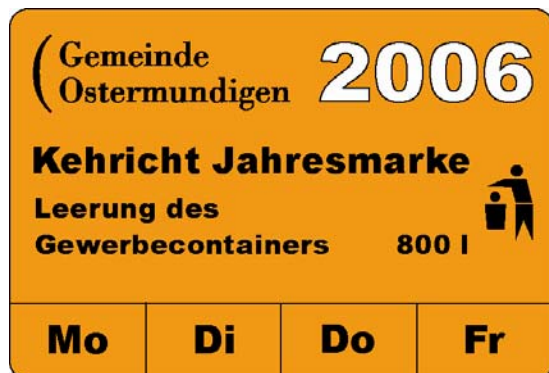 Gemeinde
Ostermundigen
2006
Kehricht Jahresmarke
Leerung des
Gewerbecontainers 800 l
Mo Di Do Fr